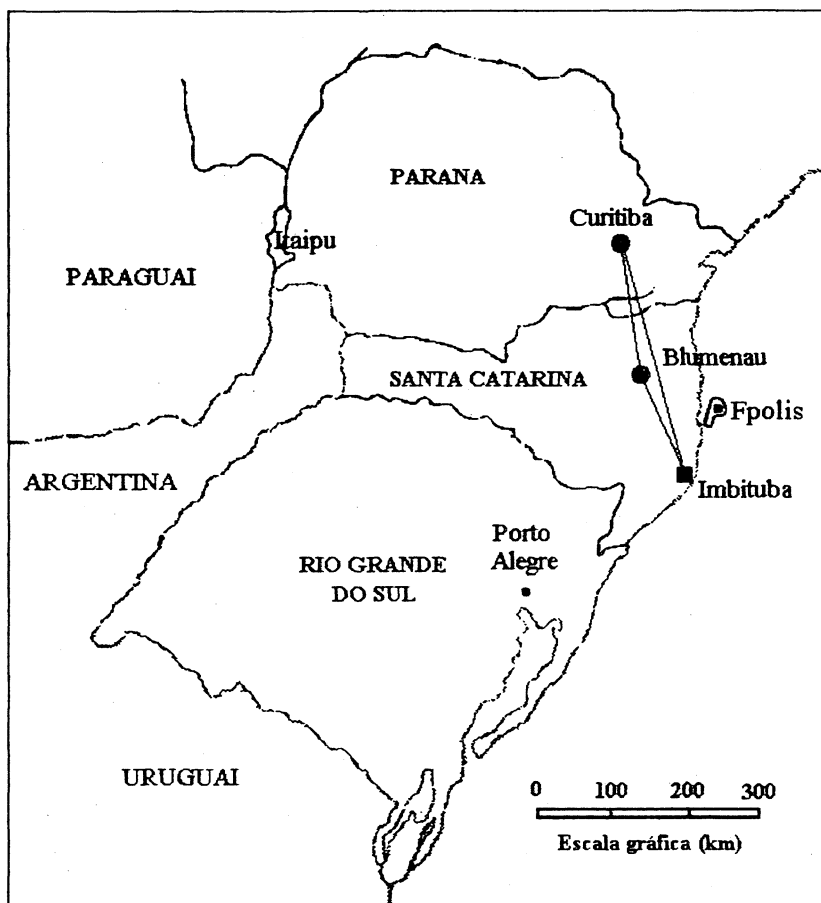 PARANA
Curitiba
Itaipu
PARAGUAI
Blumenau
SANTA CATARINA
Fpolis
ARGENTINA
Imbituba
Porto
Alegre
RIO GRANDE
DO SUL
URUGUAI
0 100 200 300
Escala gráfica (km)